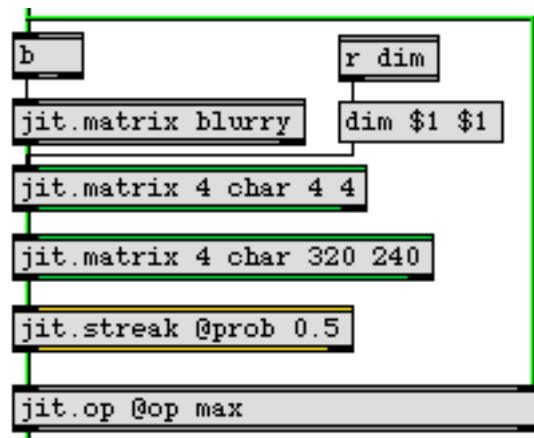 b
r dim
jit.matrix blurry
dim $1 $1
jit.matrix 4 char 4 4
jit.matrix 4 char 320 240
jit.streak @prob 0.5
jit.op @op max